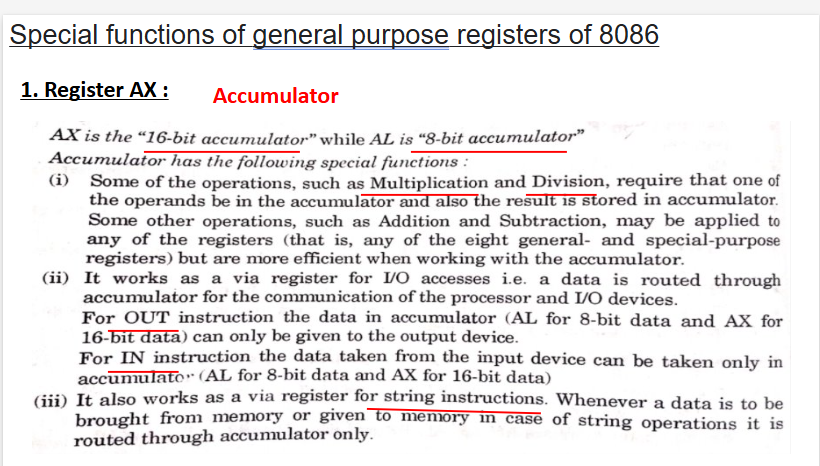 Special functions of general purpose registers of 8086
1. Register AX : Accumulator
AX is the “16-bit accumulator” while AL is “8-bit accumulator”
Accumulator has the following special functions :
(i) Some of the operations, such as Multiplication and Division, require that one of
the operands be in the accumulator and also the result is stored in accumulator.
Some other operations, such as Addition and Subtraction, may be applied to
any of the registers (that is, any of the eight general- and special-purpose
registers) but are more efficient when working with the accumulator.
(ii) It works as a via register for I/O accesses i.e. a data is routed through
accumulator for the communication of the processor and I/O devices.
For OUT instruction the data in accumulator (AL for 8-bit data and AX for
16-bit data) can only be given to the output device.
For IN instruction the data taken from the input device can be taken only in
accumulator (AL for 8-bit data and AX for 16-bit data)
(iii) It also works as a via register for string instructions. Whenever a data is to be
brought from memory or given to memory in case of string operations it is
routed through accumulator only.